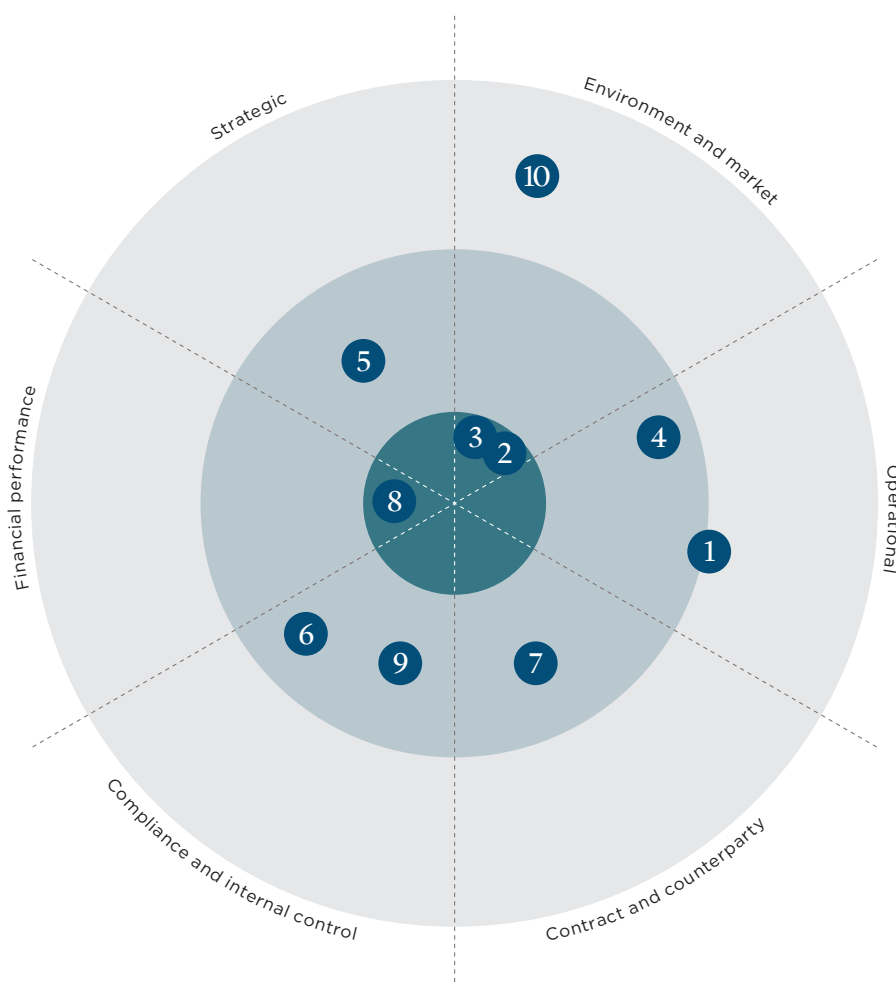 Strategic
Environment and market
10
5
3
2
4
Financial performance
8
Operational
1
6
9
7
Compliance and internal control
Contract and counterparty